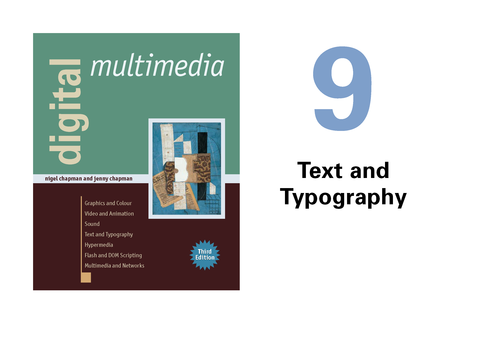 digital
multimedia
nigel chapman and jenny chapman
Graphics and Colour
Video and Animation
Sound
Text and Typography
Hypermedia
Flash and DOM Scripting
Multimedia and Networks
Third
Edition
9
Text and
Typography